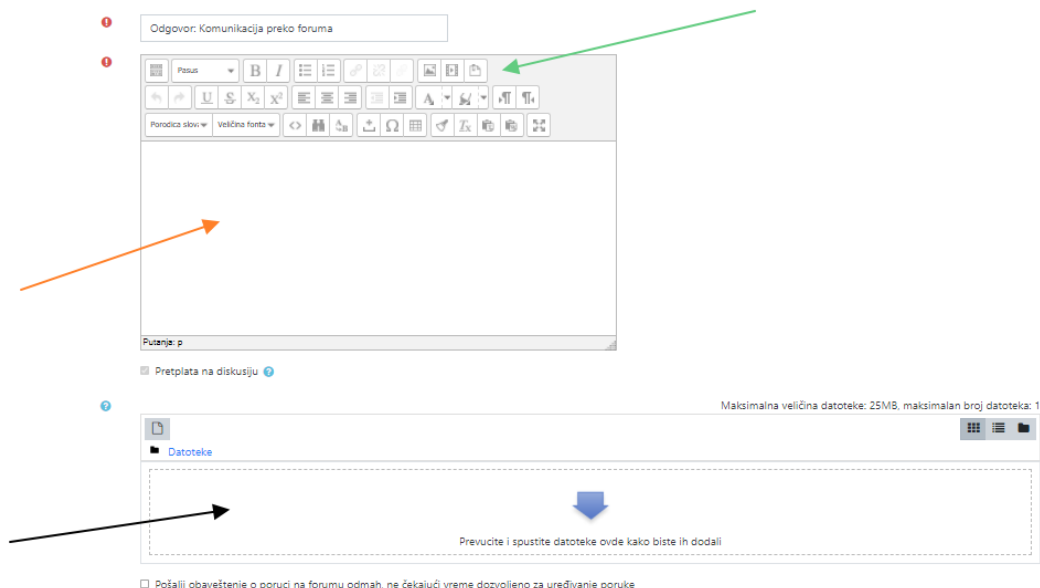 Odgovor: Komunikacija preko foruma
Pasus
Porodica slova Veličina fonta
Putanja: p
Pretplata na diskusiju
Maksimalna veličina datoteke: 25MB, maksimalan broj datoteka: 1
Datoteke
Prevucite i spustite datoteke ovde kako biste ih dodali
Pošalji obaveštenje o poruci na forumu odmah, ne čekajući vreme dozvoljeno za uređivanje poruke